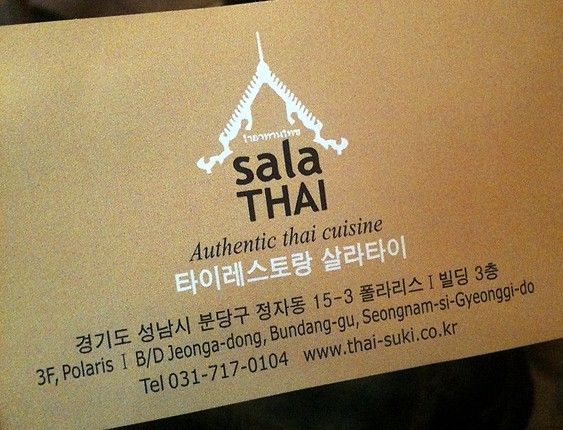 sala
THAI
Authentic thai cuisine
타이레스토랑 살라타이
경기도 성남시 분당구 정자동 15-3 폴라리스 I 빌딩 3층
3F, Polaris I B/D Jeonga-dong, Bundang-gu, Seongnam-si-Gyeonggi-do
Tel 031-717-0104 www.thai-suki.co.kr